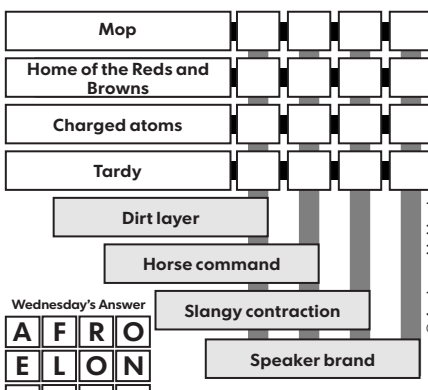 Mop
Home of the Reds and
Browns
Charged atoms
Tardy
Dirt layer
Horse command
Slangy contraction
Speaker brand
Wednesday's Answer
A F R O
E L O N